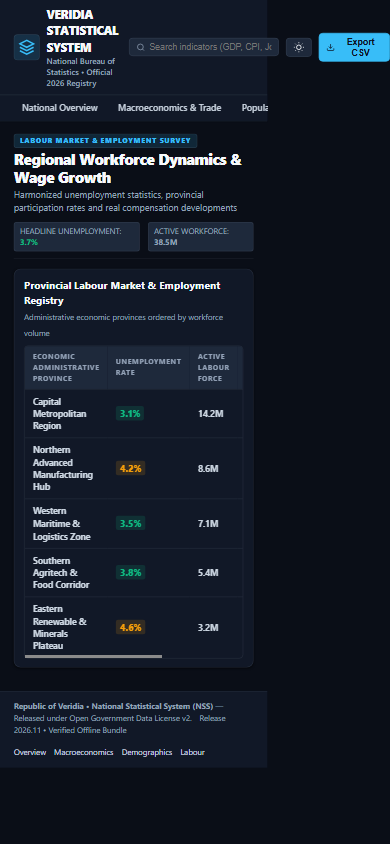 VERIDIA
STATISTICAL
SYSTEM
National Bureau of
Statistics • Official
2026 Registry
Search indicators (GDP, CPI, Jo
Export
CSV
National Overview Macroeconomics & Trade Popula
LABOUR MARKET & EMPLOYMENT SURVEY
Regional Workforce Dynamics &
Wage Growth
Harmonized unemployment statistics, provincial
participation rates and real compensation developments
HEADLINE UNEMPLOYMENT:
3.7%
ACTIVE WORKFORCE:
38.5M
Provincial Labour Market & Employment
Registry
Administrative economic provinces ordered by workforce
volume
ECONOMIC
ADMINISTRATIVE
PROVINCE
UNEMPLOYMENT
RATE
ACTIVE
LABOUR
FORCE
Capital
Metropolitan
Region
3.1%
14.2M
Northern
Advanced
Manufacturing
Hub
4.2%
8.6M
Western
Maritime &
Logistics Zone
3.5%
7.1M
Southern
Agritech &
Food Corridor
3.8%
5.4M
Eastern
Renewable &
Minerals
Plateau
4.6%
3.2M
Republic of Veridia • National Statistical System (NSS) —
Released under Open Government Data License v2. Release
2026.11 • Verified Offline Bundle
Overview Macroeconomics Demographics Labour